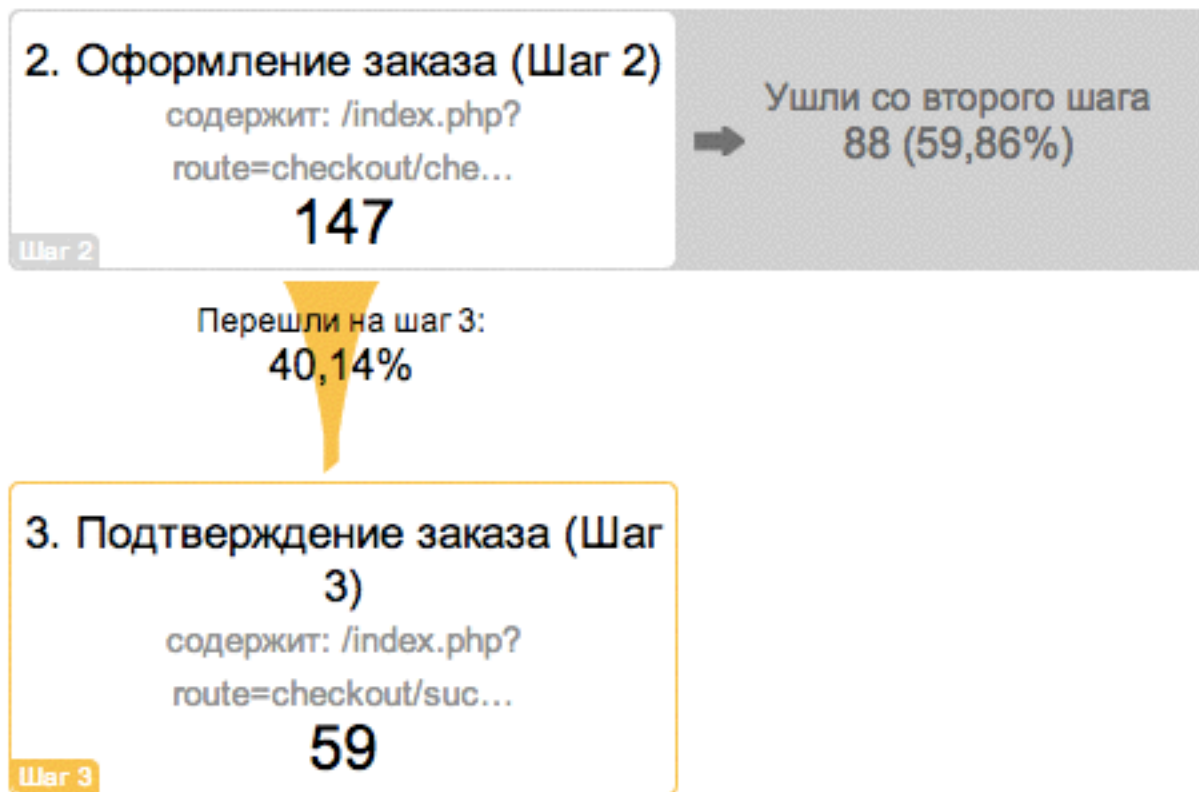 2. Оформление заказа (Шаг 2)
содержит: /index.php?
route=checkout/che...
147
Шаг 2
Ушли со второго шага
88 (59,86%)
Перешли на шаг 3:
40,14%
3. Подтверждение заказа (Шаг
3)
содержит: /index.php?
route=checkout/suc...
59
Шаг 3